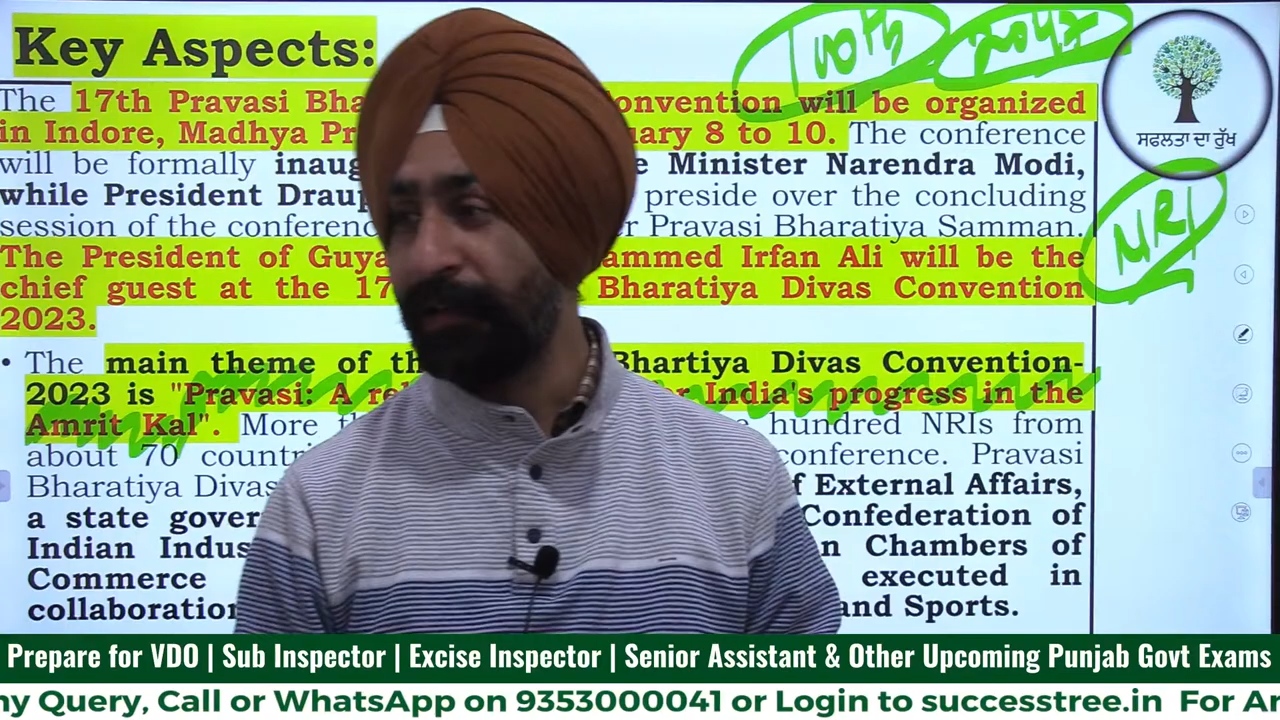 Key Aspects:
The 17th Pravasi Bha onvention will be organized
in Indore, Madhya Pr uary 8 to 10. The conference
will be formally inaug e Minister Narendra Modi,
while President Draup preside over the concluding
session of the conferenc r Pravasi Bharatiya Samman.
The President of Guya ammed Irfan Ali will be the
chief guest at the 17 Bharatiya Divas Convention
2023.
• The main theme of th Bhartiya Divas Convention-
2023 is "Pravasi: A re r India's progress in the
Amrit Kal". More t hundred NRIs from
about 70 countri conference. Pravasi
Bharatiya Divas f External Affairs,
a state gover Confederation of
Indian Indus n Chambers of
Commerce executed in
collaboration and Sports.
ਸਫਲਤਾ ਦਾ ਰੁੱਖ
NRI
Prepare for VDO | Sub Inspector | Excise Inspector | Senior Assistant & Other Upcoming Punjab Govt Exams
ny Query, Call or WhatsApp on 9353000041 or Login to successtree.in For An